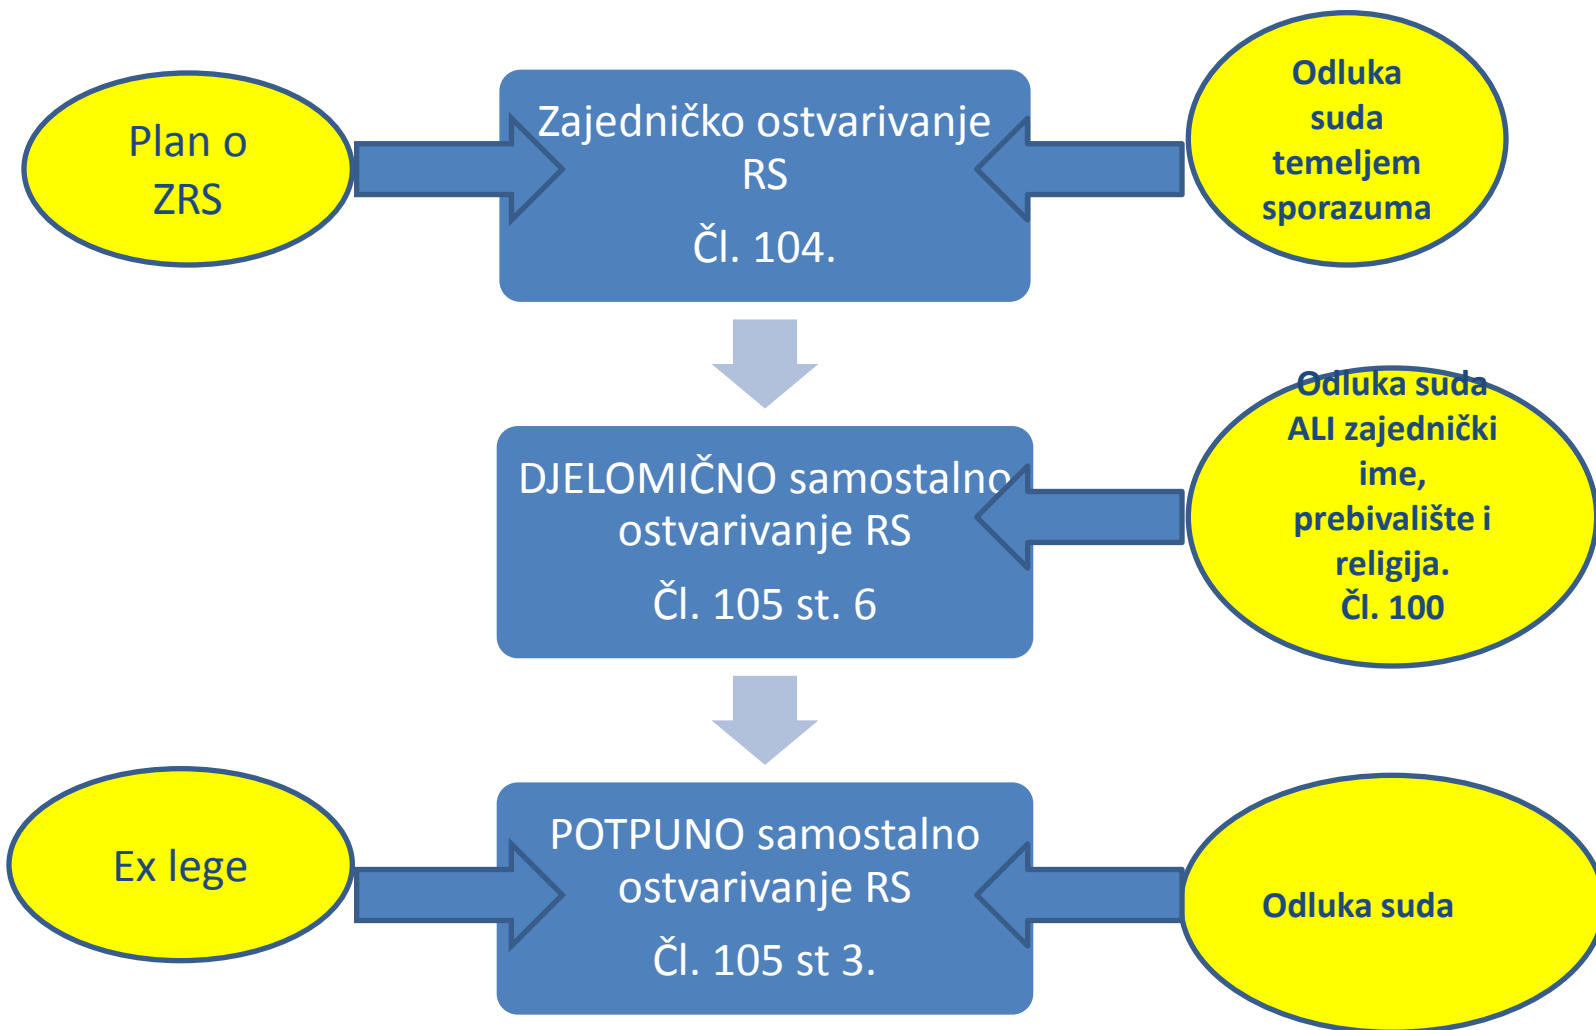 Plan o
ZRS
Zajedničko ostvarivanje
RS
Čl. 104.
Odluka
suda
temeljem
sporazuma
DJELOMIČNO samostalno
ostvarivanje RS
Čl. 105 st. 6
Odluka suda
ALI zajednički
ime,
prebivalište i
religija.
Čl. 100
Ex lege
POTPUNO samostalno
ostvarivanje RS
Čl. 105 st 3.
Odluka suda